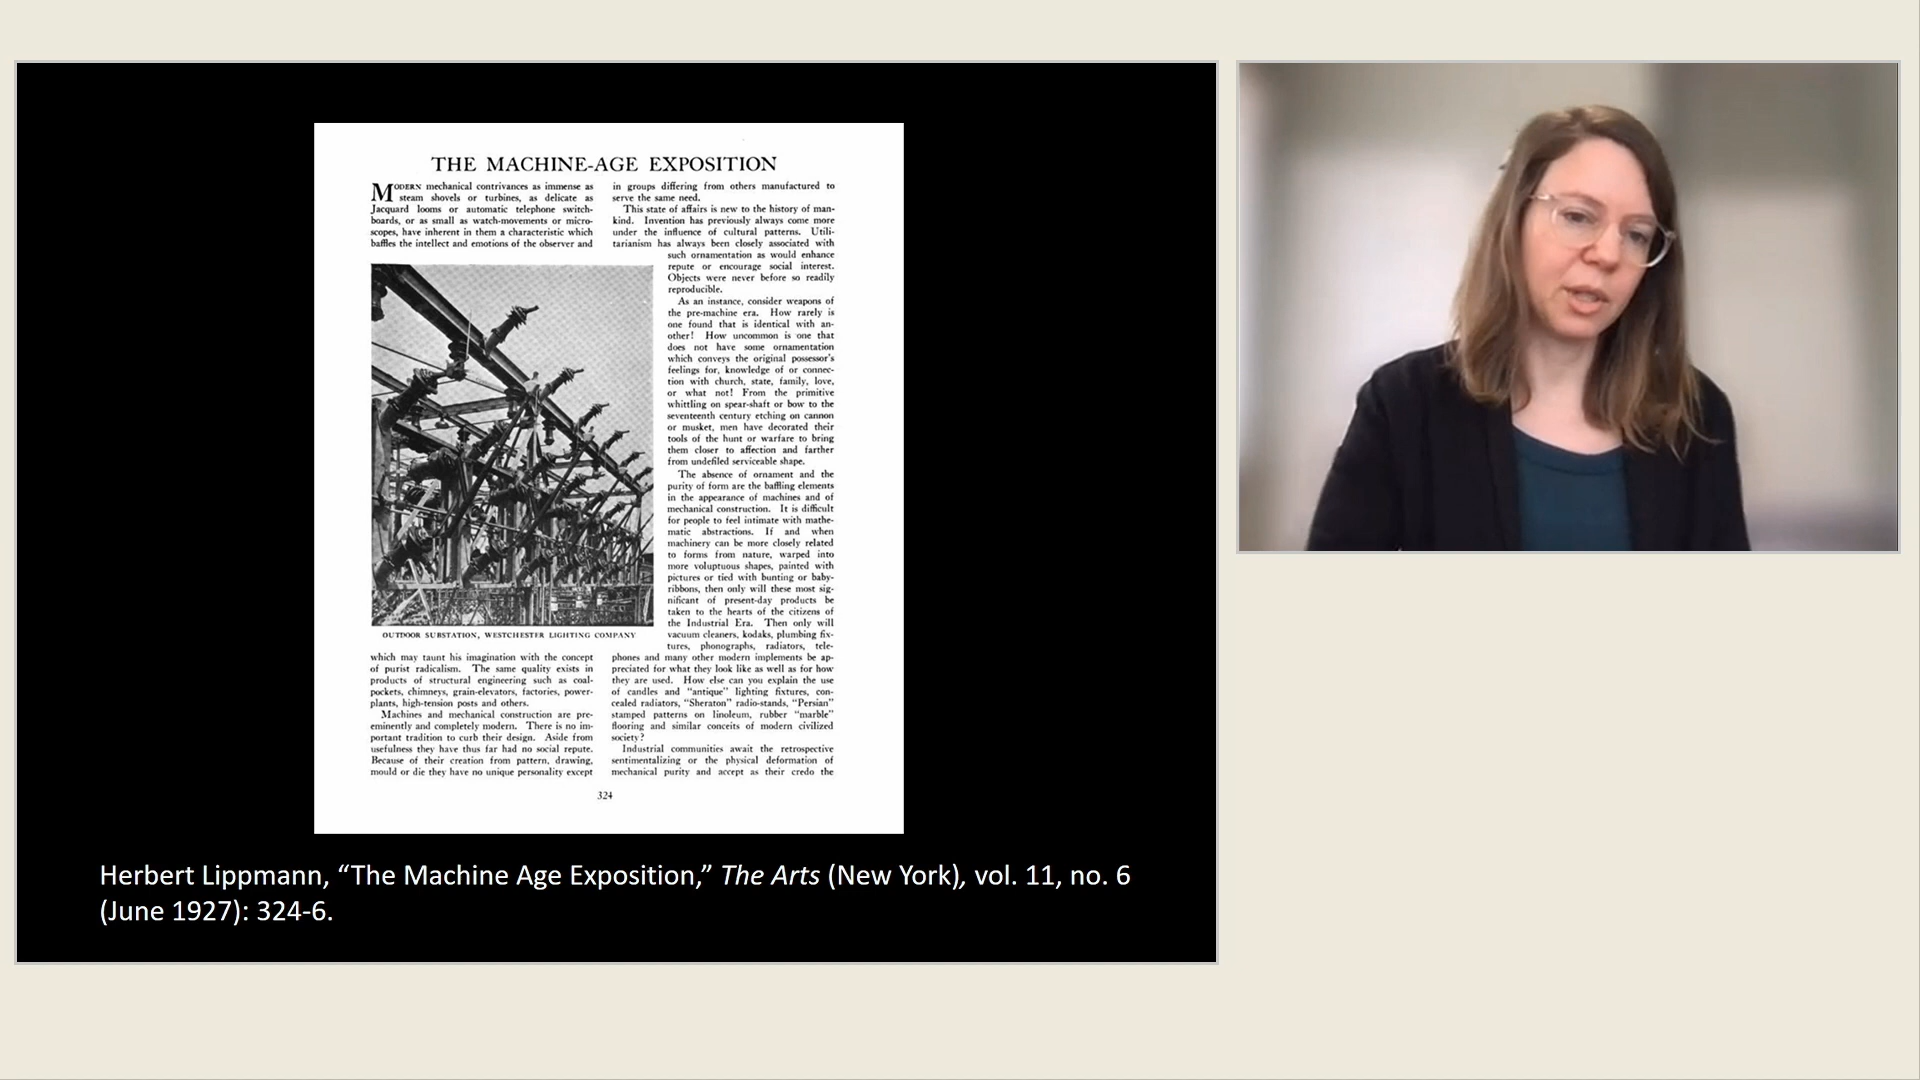 THE MACHINE-AGE EXPOSITION
MODERN mechanical contrivances as immense as
steam shovels or turbines, as delicate as
Jacquard looms or automatic telephone switch-
boards, or as small as watch-movements or micro-
scopes, have inherent in them a characteristic which
baffles the intellect and emotions of the observer and
OUTDOOR SUBSTATION, WESTCHESTER LIGHTING COMPANY
which may taunt his imagination with the concept
of purist radicalism. The same quality exists in
products of structural engineering such as coal-
pockets, chimneys, grain-elevators, factories, power-
plants, high-tension posts and others.
Machines and mechanical construction are pre-
eminently and completely modern. There is no im-
portant tradition to curb their design. Aside from
usefulness they have thus far had no social repute.
Because of their creation from pattern, drawing,
mould or die they have no unique personality except
in groups differing from others manufactured to
serve the same need.
This state of affairs is new to the history of man-
kind. Invention has previously always come more
under the influence of cultural patterns. Utili-
tarianism has always been closely associated with
such ornamentation as would enhance
repute or encourage social interest.
Objects were never before so readily
reproducible.
As an instance, consider weapons of
the pre-machine era. How rarely is
one found that is identical with an-
other! How uncommon is one that
does not have some ornamentation
which conveys the original possessor's
feelings for, knowledge of or connec-
tion with church, state, family, love,
or what not! From the primitive
whittling on spear-shaft or bow to the
seventeenth century etching on cannon
or musket, men have decorated their
tools of the hunt or warfare to bring
them closer to affection and farther
from undefiled serviceable shape.
The absence of ornament and the
purity of form are the baffling elements
in the appearance of machines and of
mechanical construction. It is difficult
for people to feel intimate with mathe-
matic abstractions. If and when
machinery can be more closely related
to forms from nature, warped into
more voluptuous shapes, painted with
pictures or tied with bunting or baby-
ribbons, then only will these most sig-
nificant of present-day products be
taken to the hearts of the citizens of
the Industrial Era. Then only will
vacuum cleaners, kodaks, plumbing fix-
tures, phonographs, radiators, tele-
phones and many other modern implements be ap-
preciated for what they look like as well as for how
they are used. How else can you explain the use
of candles and "antique" lighting fixtures, con-
cealed radiators, "Sheraton" radio-stands, "Persian"
stamped patterns on linoleum, rubber "marble"
flooring and similar conceits of modern civilized
society?
Industrial communities await the retrospective
sentimentalizing or the physical deformation of
mechanical purity and accept as their credo the
324
Herbert Lippmann, “The Machine Age Exposition,” The Arts (New York), vol. 11, no. 6
(June 1927): 324-6.